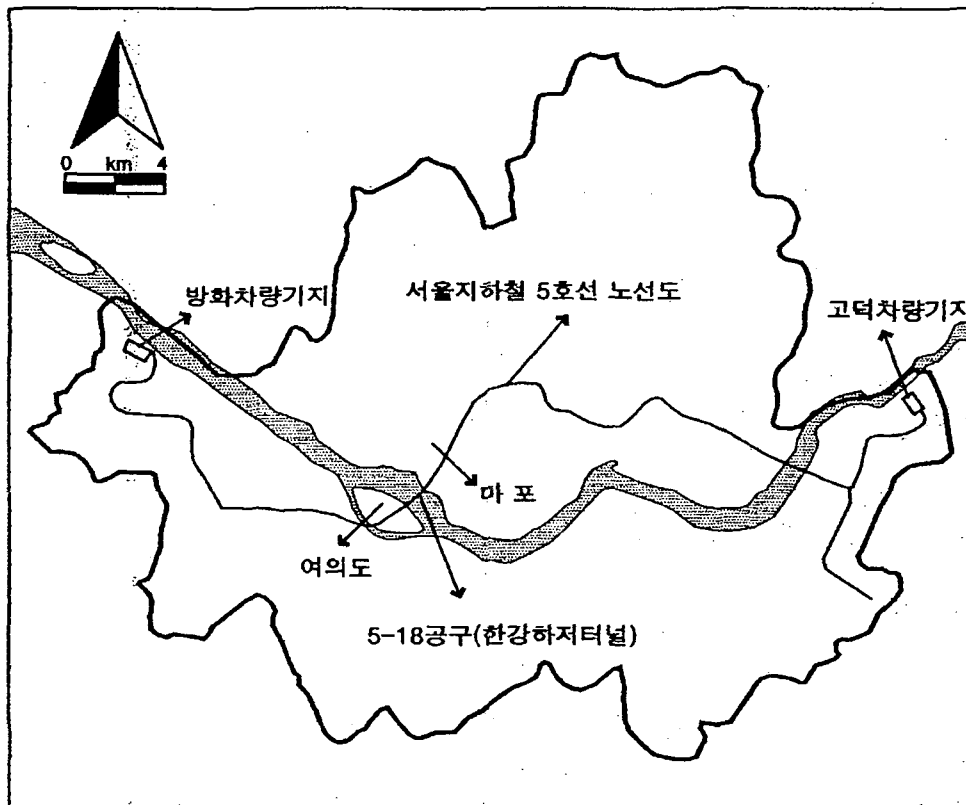 0 km 4
방화차량기지
서울지하철 5호선 노선도
고덕차량기지
마 포
여의도
5-18공구(한강하저터널)